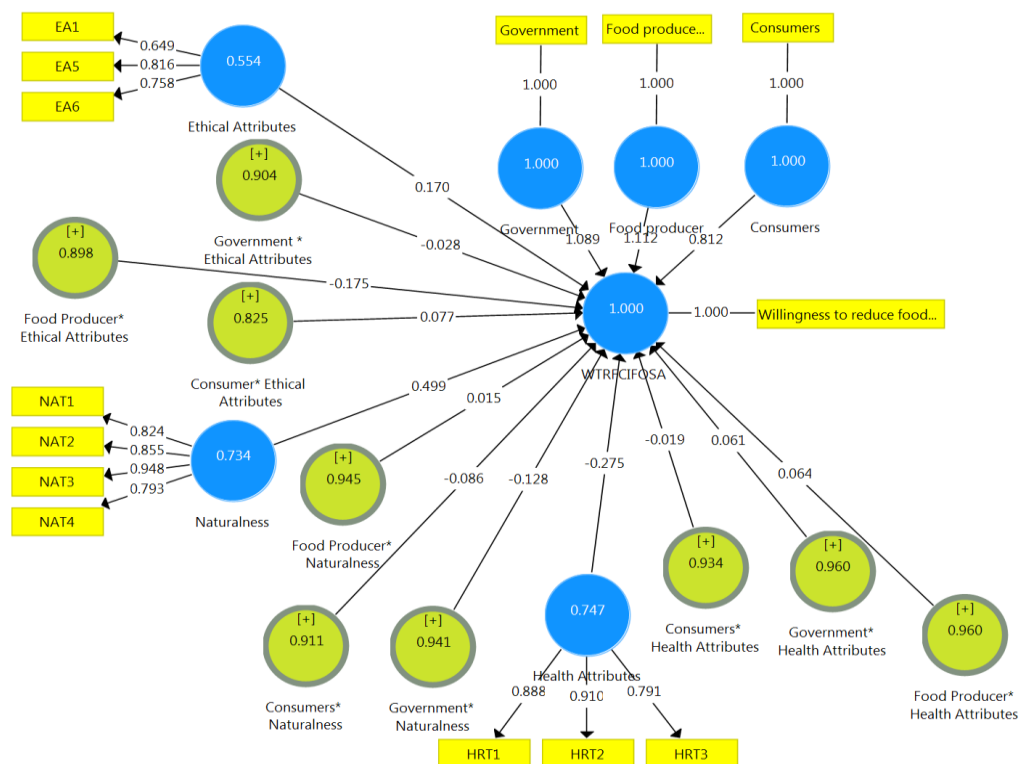 EA1
EA5
EA6
0.649
0.816
0.758
0.554
Ethical Attributes
Government
Food produce...
Consumers
1.000
1.000
1.000
1.000
1.000
1.000
Government
Food producer
Consumers
1.089
1.112
0.812
[+]
0.904
Government *
Ethical Attributes
0.170
-0.028
[+]
0.898
Food Producer*
Ethical Attributes
-0.175
[+]
0.825
Consumer* Ethical
Attributes
0.077
1.000
WTRFCIFOSA
1.000
Willingness to reduce food...
NAT1
NAT2
NAT3
NAT4
0.824
0.855
0.948
0.793
0.734
Naturalness
0.499
0.015
[+]
0.945
Food Producer*
Naturalness
-0.086
-0.128
-0.275
-0.019
0.061
0.064
[+]
0.911
Consumers*
Naturalness
[+]
0.941
Government*
Naturalness
0.747
Health Attributes
0.888
0.910
0.791
HRT1
HRT2
HRT3
[+]
0.934
Consumers*
Health Attributes
[+]
0.960
Government*
Health Attributes
[+]
0.960
Food Producer*
Health Attributes